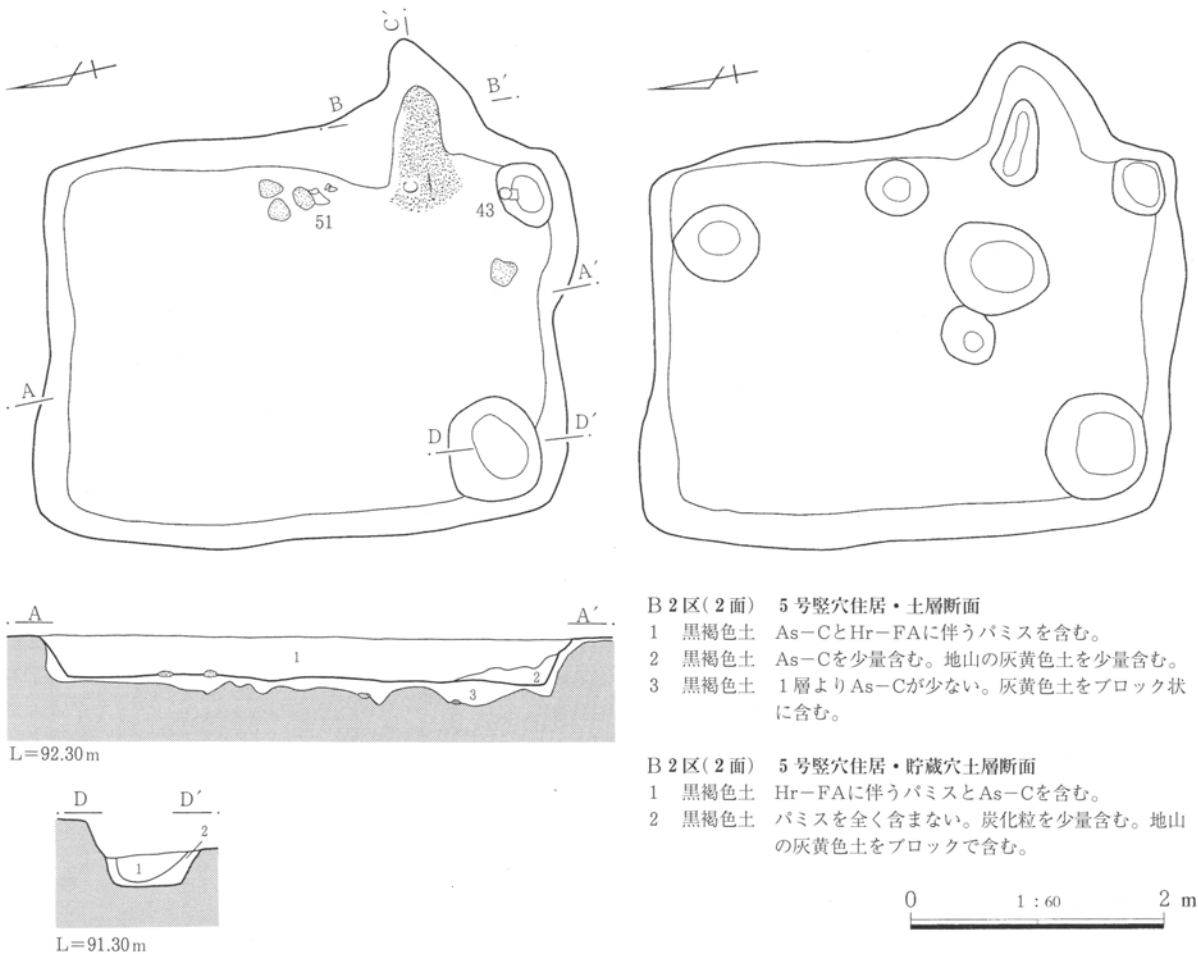 C′
B′
B
C
43
51
A′
A
D
D′
A
A′
1
2
3
L=92.30m
D
D′
2
1
L=91.30m
B 2区(2面) 5号竪穴住居・土層断面
1 黒褐色土 As-CとHr-FAに伴うパミスを含む。
2 黒褐色土 As-Cを少量含む。地山の灰黄色土を少量含む。
3 黒褐色土 1層よりAs-Cが少ない。灰黄色土をブロック状
に含む。
B 2区(2面) 5号竪穴住居・貯蔵穴土層断面
1 黒褐色土 Hr-FAに伴うパミスとAs-Cを含む。
2 黒褐色土 パミスを全く含まない。炭化粒を少量含む。地山
の灰黄色土をブロックで含む。
0 1:60 2 m